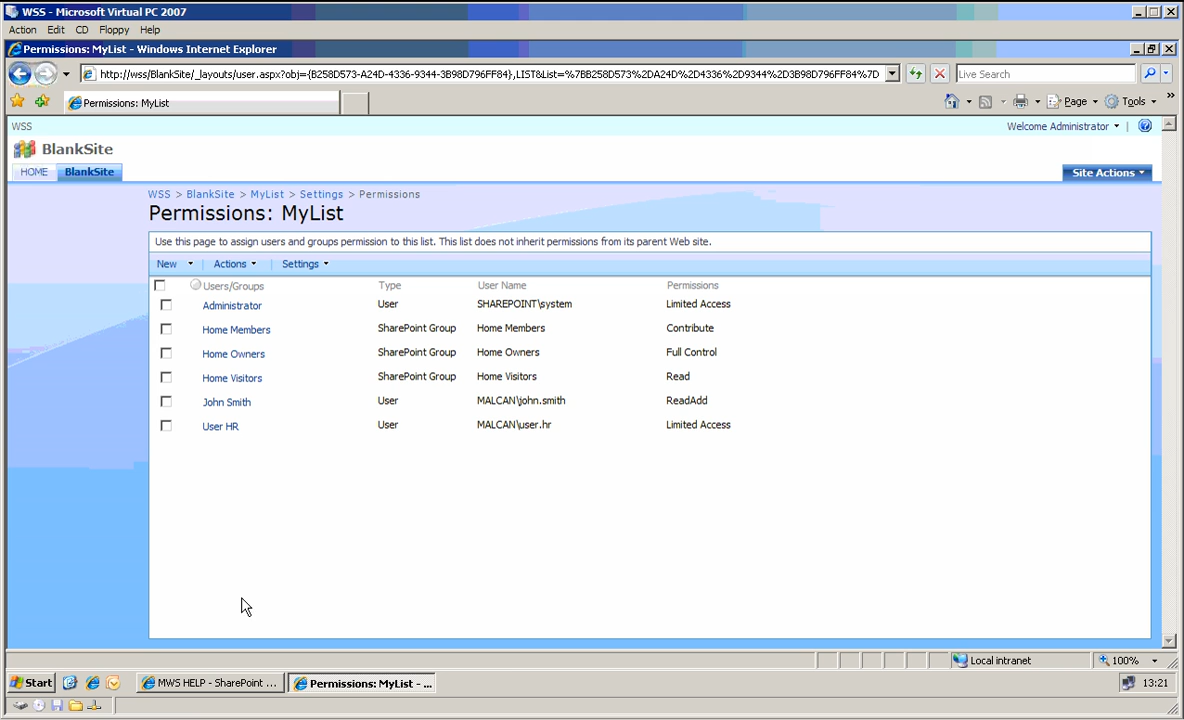 WSS - Microsoft Virtual PC 2007
Action Edit CD Floppy Help
Permissions: MyList - Windows Internet Explorer
http://wss/BlankSite/_layouts/user.aspx?obj={B258D573-A24D-4336-9344-3B98D796FF84},LIST&List=%7BB258D573%2DA24D%2D4336%2D9344%2D3B98D796FF84%7D Live Search
Permissions: MyList Page Tools »
WSS Welcome Administrator
BlankSite
HOME BlankSite Site Actions
WSS > BlankSite > MyList > Settings > Permissions
Permissions: MyList
Use this page to assign users and groups permission to this list. This list does not inherit permissions from its parent Web site.
New Actions Settings
Users/Groups Type User Name Permissions
Administrator User SHAREPOINT\system Limited Access
Home Members SharePoint Group Home Members Contribute
Home Owners SharePoint Group Home Owners Full Control
Home Visitors SharePoint Group Home Visitors Read
John Smith User MALCAN\john.smith ReadAdd
User HR User MALCAN\user.hr Limited Access
Local intranet 100%
Start MWS HELP - SharePoint ... Permissions: MyList - ... 13:21